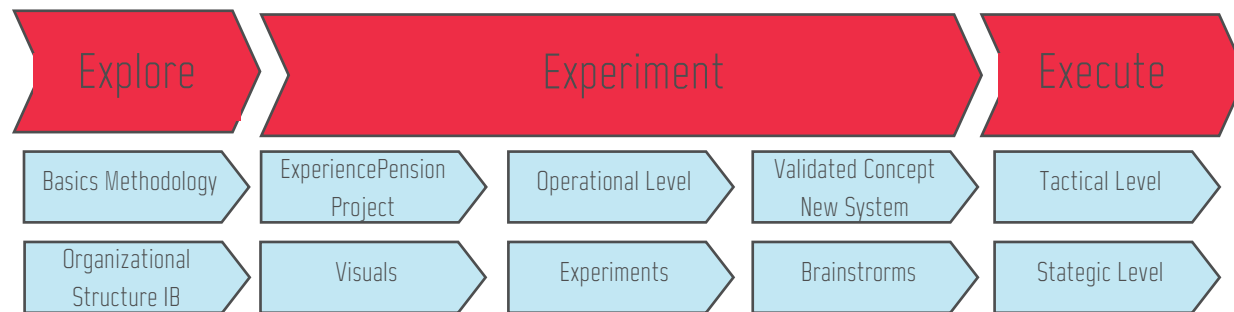 Explore
Experiment
Execute
Basics Methodology
ExperiencePension
Project
Operational Level
Validated Concept
New System
Tactical Level
Organizational
Structure IB
Visuals
Experiments
Brainstroms
Stategic Level